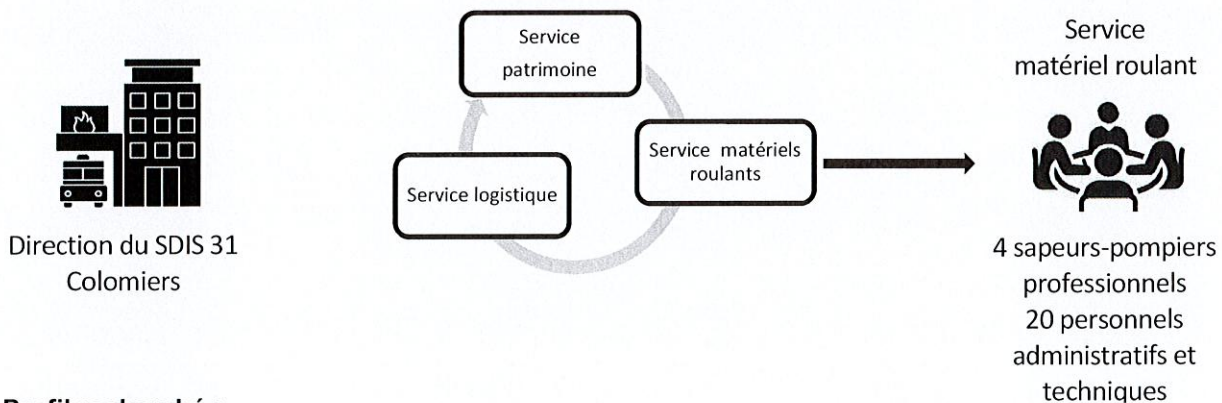 Direction du SDIS 31
Colomiers
Service
patrimoine
Service matériels
roulants
Service logistique
Service
matériel roulant
4 sapeurs-pompiers
professionnels
20 personnels
administratifs et
techniques